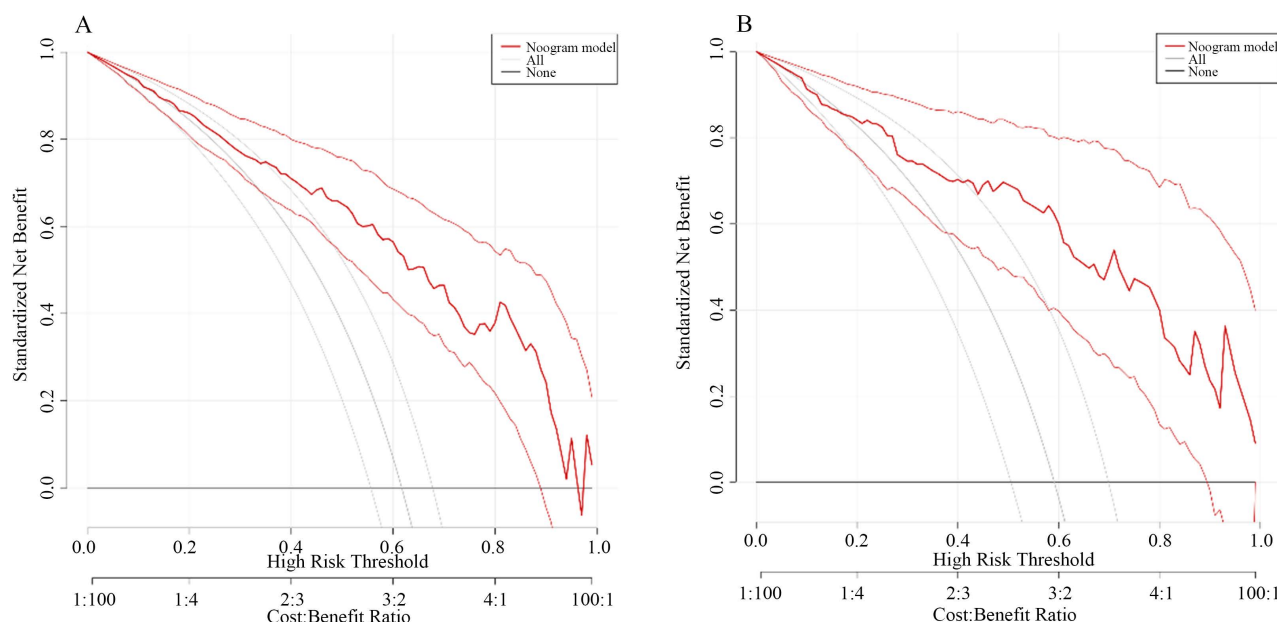 A
Noogram model
All
None
Standardized Net Benefit
1.0
0.8
0.6
0.4
0.2
0.0
0.0 0.2 0.4 0.6 0.8 1.0
High Risk Threshold
1:100 1:4 2:3 3:2 4:1 100:1
Cost:Benefit Ratio
B
Noogram model
All
None
Standardized Net Benefit
1.0
0.8
0.6
0.4
0.2
0.0
0.0 0.2 0.4 0.6 0.8 1.0
High Risk Threshold
1:100 1:4 2:3 3:2 4:1 100:1
Cost:Benefit Ratio